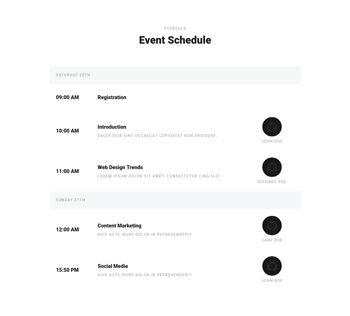 SCHEDULE
Event Schedule
SATURDAY 20TH
09:00 AM Registration
10:00 AM Introduction
EXCEPTEUR SINT OCCAECAT CUPIDATAT NON PROIDENT.
JOHN DOE
11:00 AM Web Design Trends
LOREM IPSUM DOLOR SIT AMET, CONSECTETUR CING ELIT.
RICHARD DOE
SUNDAY 21TH
12:00 AM Content Marketing
DUIS AUTE IRURE DOLOR IN REPREHENDERIT.
JANE DOE
15:50 PM Social Media
DUIS AUTE IRURE DOLOR IN REPREHENDERIT.
JOHN DOE